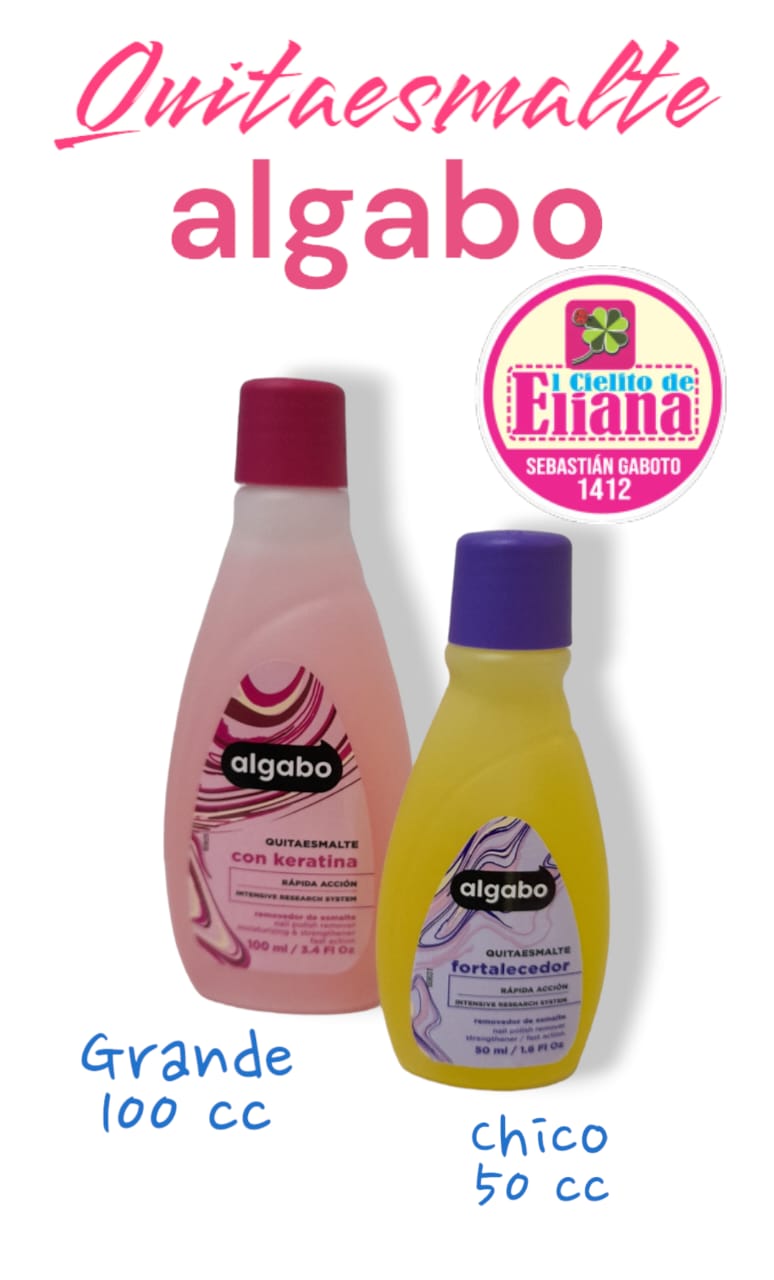 Quitaesmalte
algabo
El Cielito de
Eliana
SEBASTIÁN GABOTO
1412
algabo
QUITAESMALTE
con keratina
RÁPIDA ACCIÓN
INTENSIVE RESEARCH SYSTEM
removedor de esmalte
nail polish remover
moisturizing & strengthener
fast action
100 ml / 3.4 Fl Oz
algabo
QUITAESMALTE
fortalecedor
RÁPIDA ACCIÓN
INTENSIVE RESEARCH SYSTEM
removedor de esmalte
nail polish remover
strengthener / fast action
50 ml / 1.6 Fl Oz
Grande
100 cc
chico
50 cc